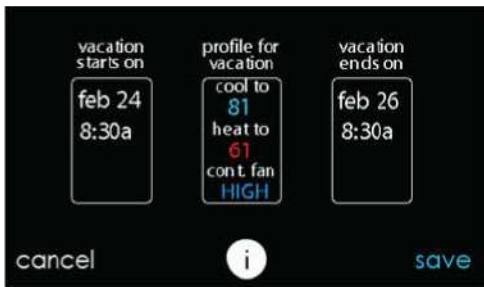 vacation
starts on
feb 24
8:30a
profile for
vacation
cool to
81
heat to
61
cont. fan
HIGH
vacation
ends on
feb 26
8:30a
cancel
i
save